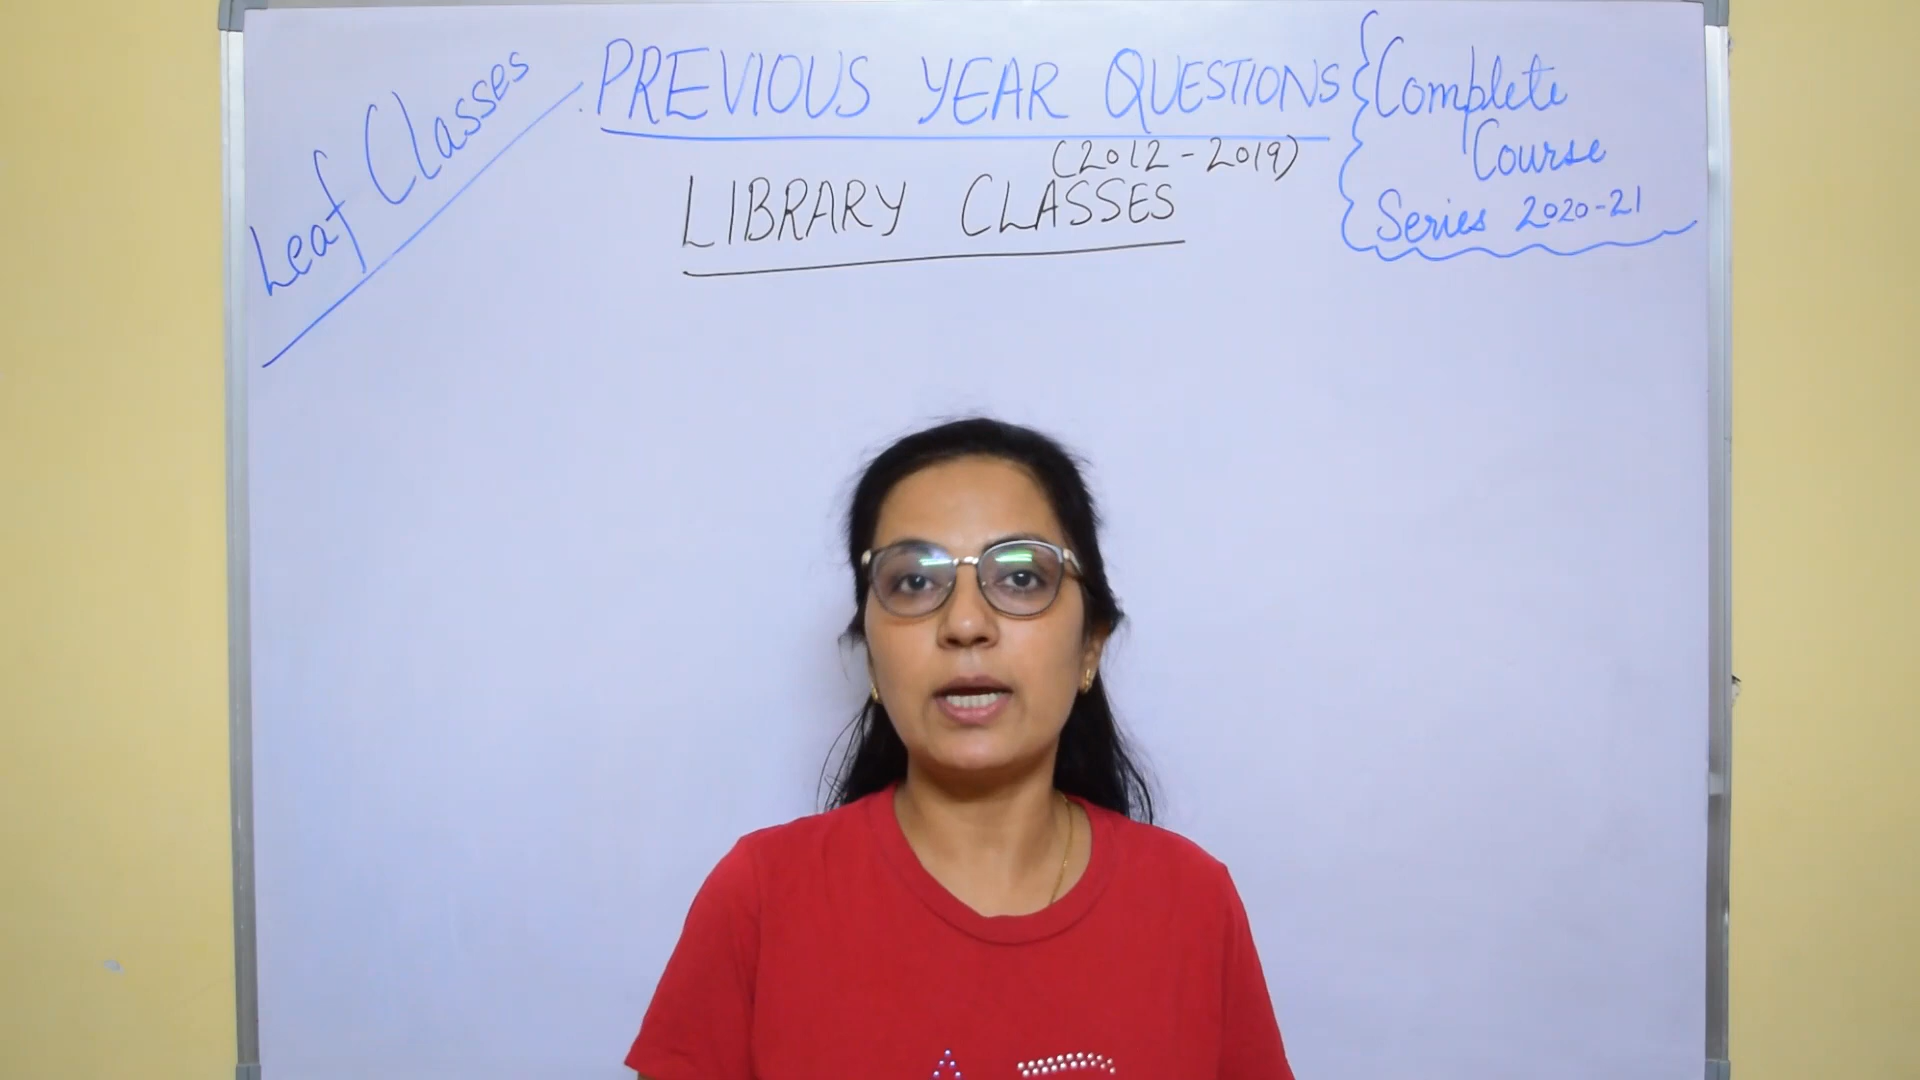 Leaf Classes
PREVIOUS YEAR QUESTIONS
(2012-2019)
LIBRARY CLASSES
Complete
Course
Series 2020-21